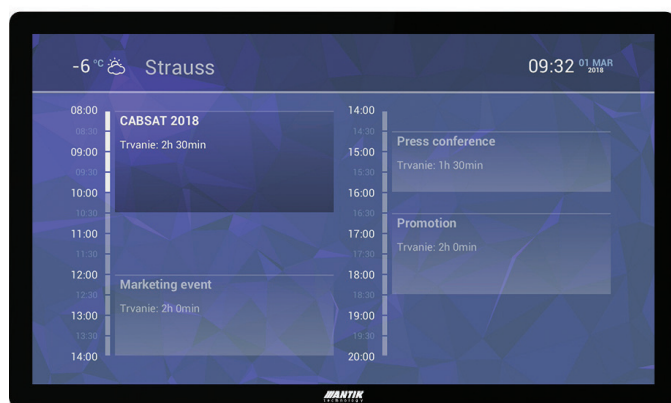 -6 °C Strauss
09:32 01 MAR
2018
08:00
08:30
09:00
09:30
10:00
10:30
11:00
11:30
12:00
12:30
13:00
13:30
14:00
CABSAT 2018
Trvanie: 2h 30min
Marketing event
Trvanie: 2h 0min
14:00
14:30
15:00
15:30
16:00
16:30
17:00
17:30
18:00
18:30
19:00
19:30
20:00
Press conference
Trvanie: 1h 30min
Promotion
Trvanie: 2h 0min
ANTIK
technology